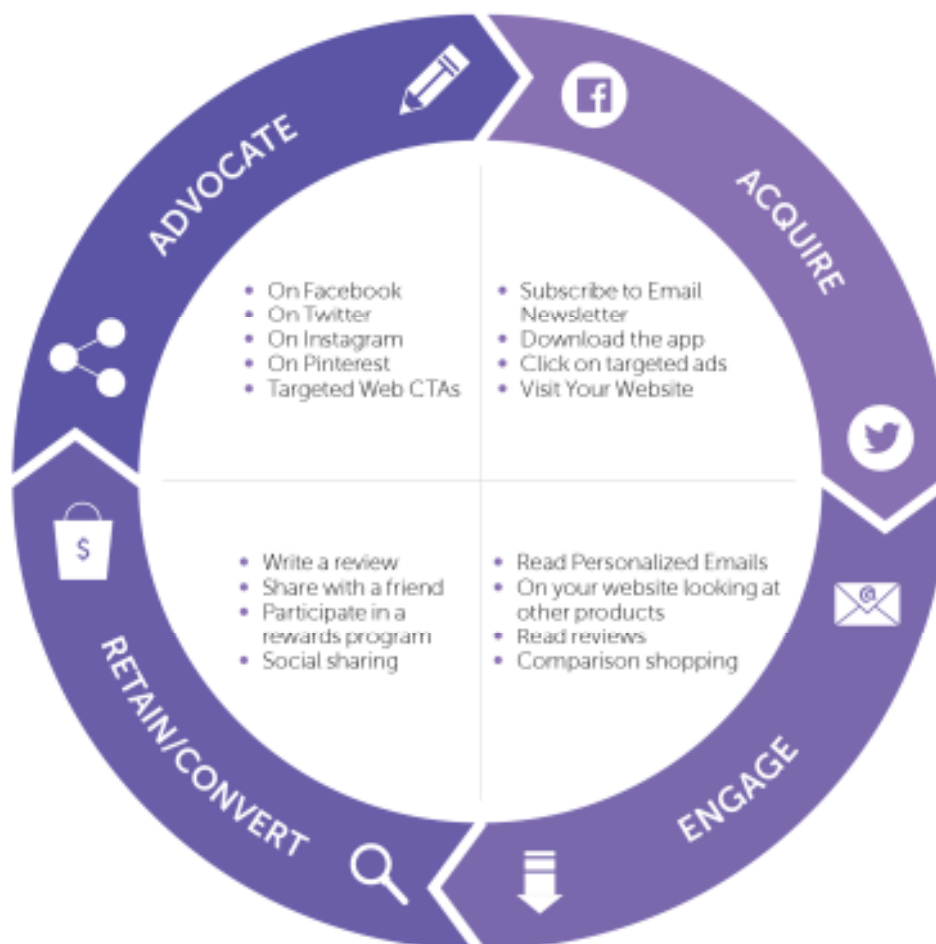 ADVOCATE
ACQUIRE
• On Facebook
• On Twitter
• On Instagram
• On Pinterest
• Targeted Web CTAs
• Subscribe to Email
Newsletter
• Download the app
• Click on targeted ads
• Visit Your Website
• Write a review
• Share with a friend
• Participate in a
rewards program
• Social sharing
• Read Personalized Emails
• On your website looking at
other products
• Read reviews
• Comparison shopping
$
@
RETAIN/CONVERT
ENGAGE